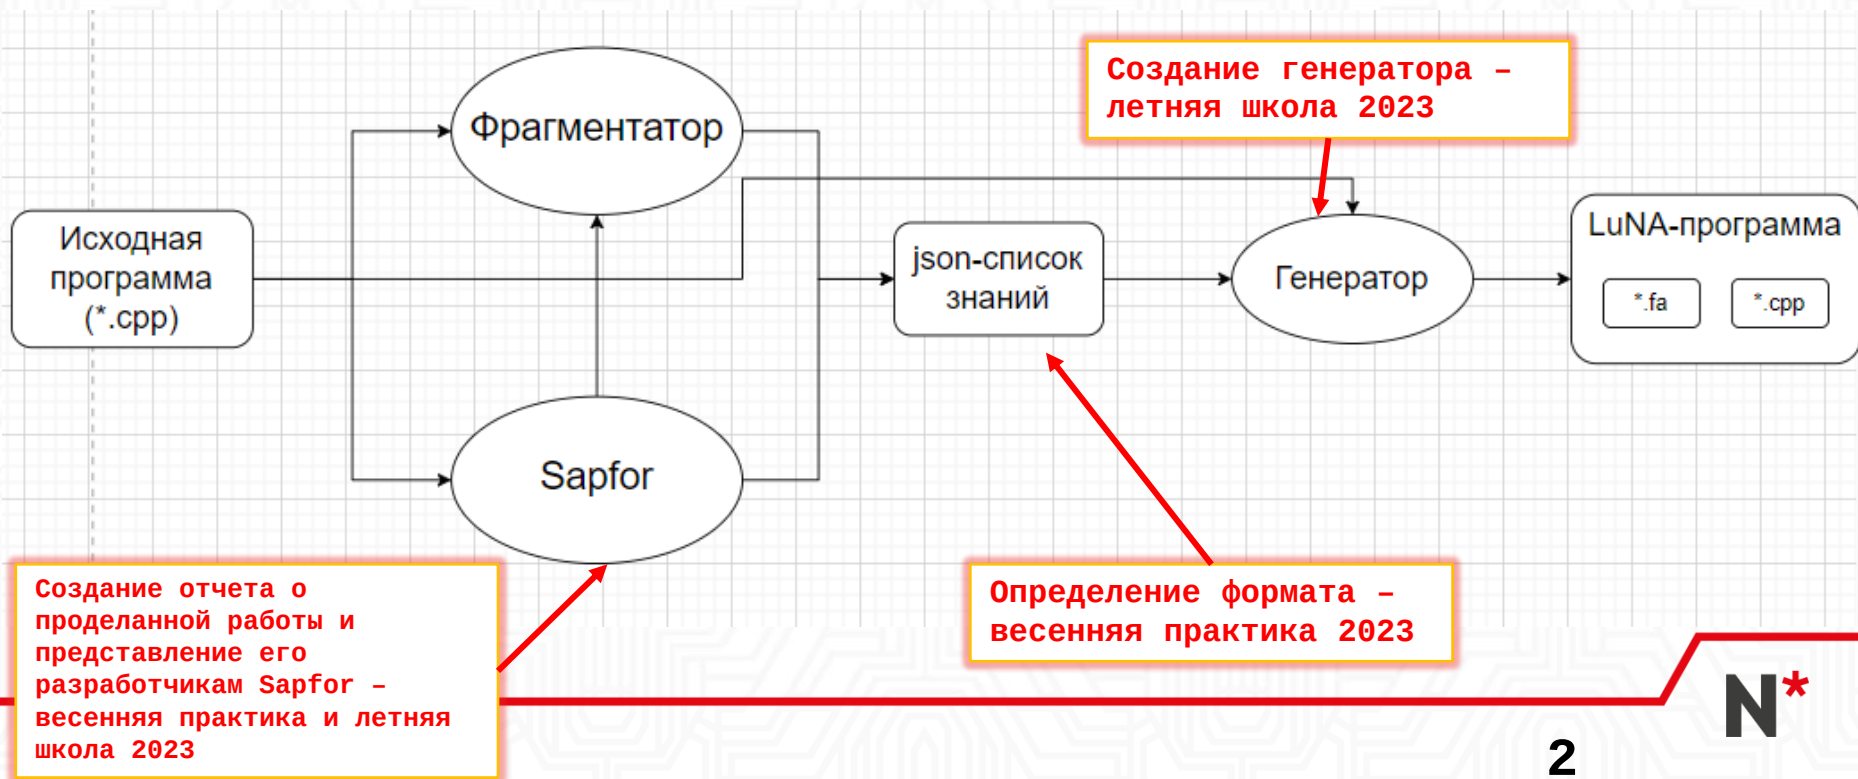 Создание генератора –
летняя школа 2023
Фрагментатор
Исходная
программа
(*.cpp)
json-список
знаний
Генератор
LuNA-программа
*.fa
*.cpp
Sapfor
Создание отчета о
проделанной работы и
представление его
разработчикам Sapfor –
весенняя практика и летняя
школа 2023
Определение формата –
весенняя практика 2023
N*
2